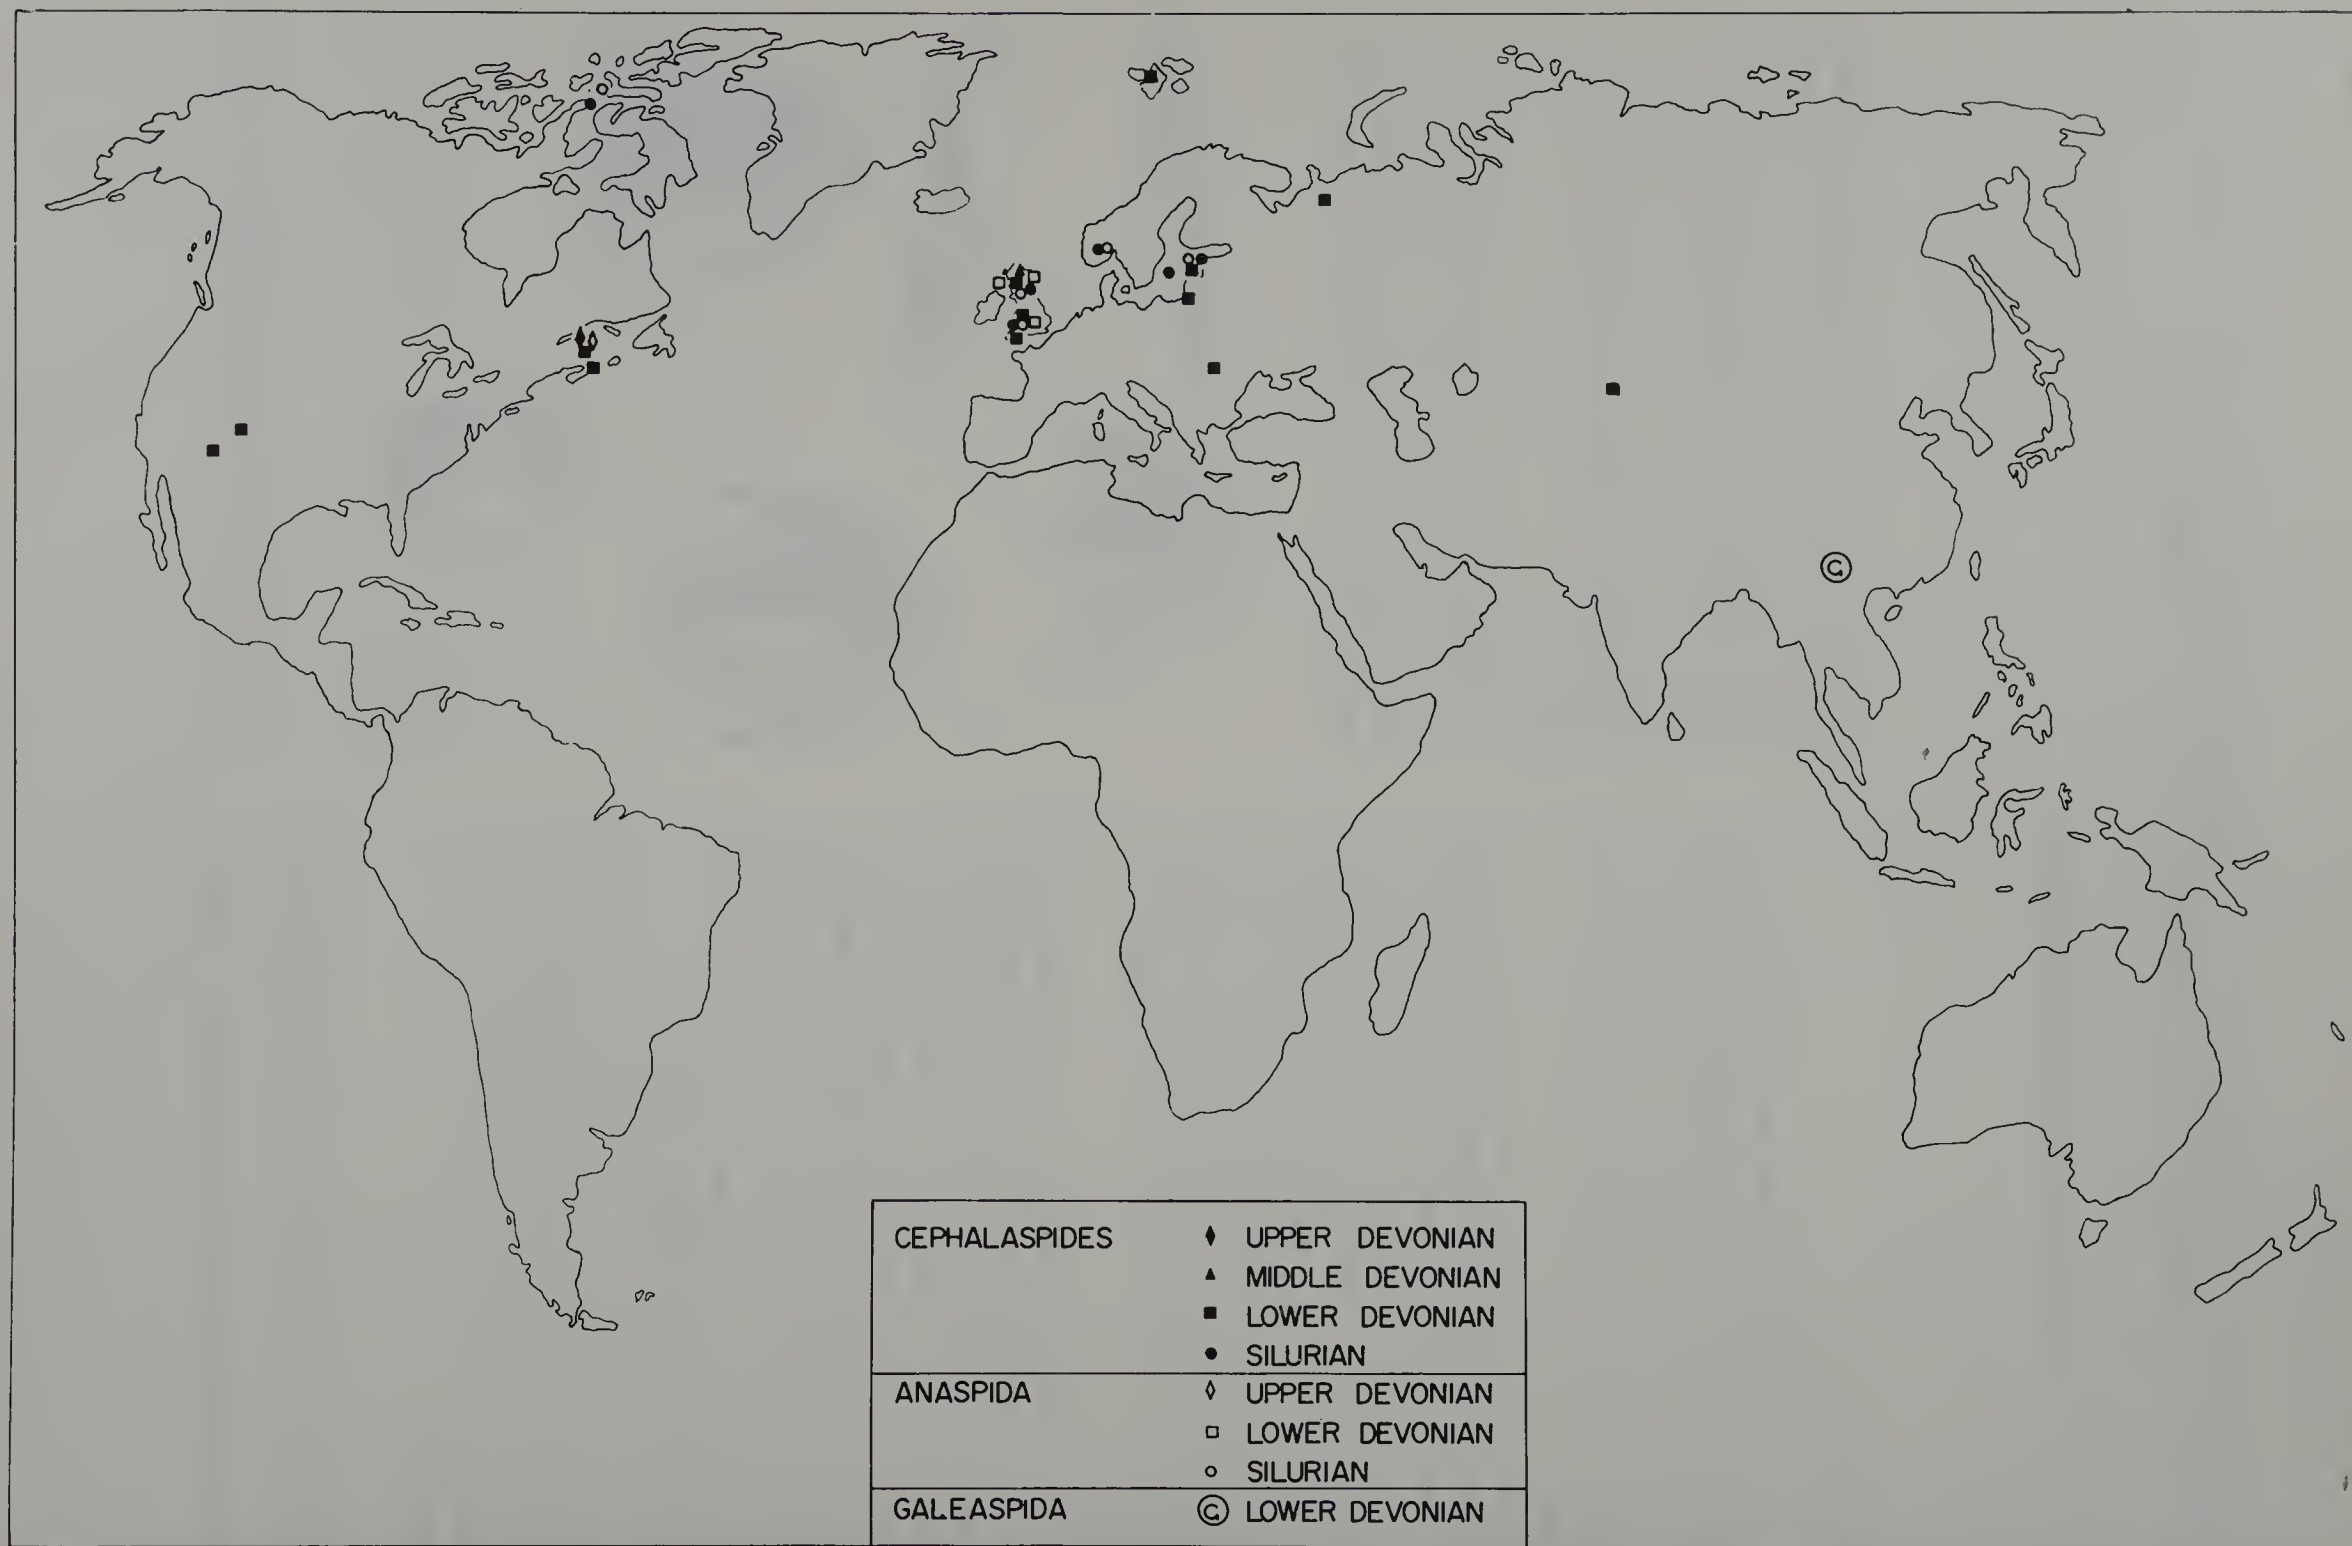 CEPHALASPIDES UPPER DEVONIAN
MIDDLE DEVONIAN
LOWER DEVONIAN
SILURIAN
ANASPIDA UPPER DEVONIAN
LOWER DEVONIAN
SILURIAN
GALEASPIDA G LOWER DEVONIAN
G